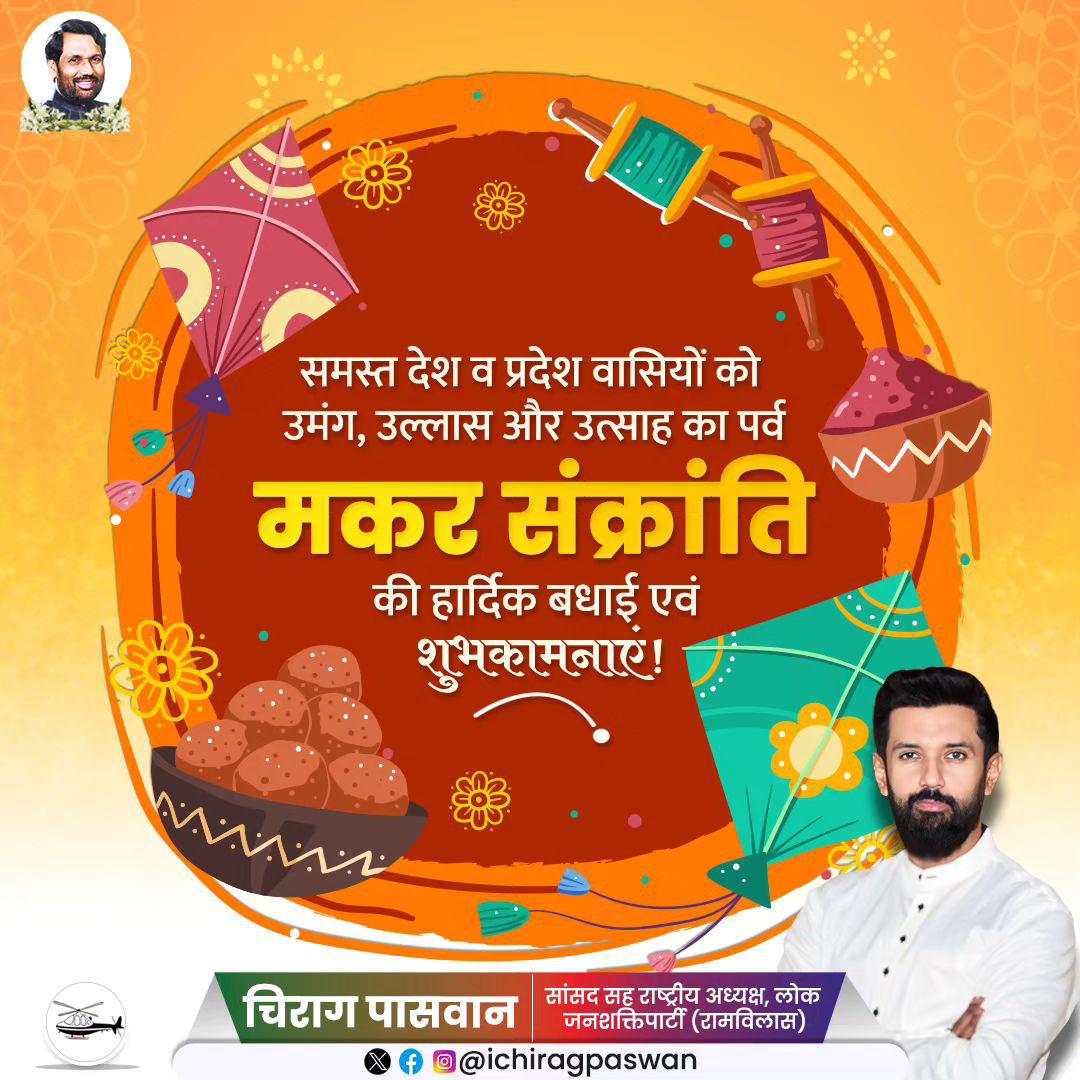 समस्त देश व प्रदेश वासियों को
उमंग, उल्लास और उत्साह का पर्व
मकर संक्रांति
की हार्दिक बधाई एवं
शुभकामनाएं!
चिराग पासवान
सांसद सह राष्ट्रीय अध्यक्ष, लोक
जनशक्तिपार्टी (रामविलास)
@ichiragpaswan